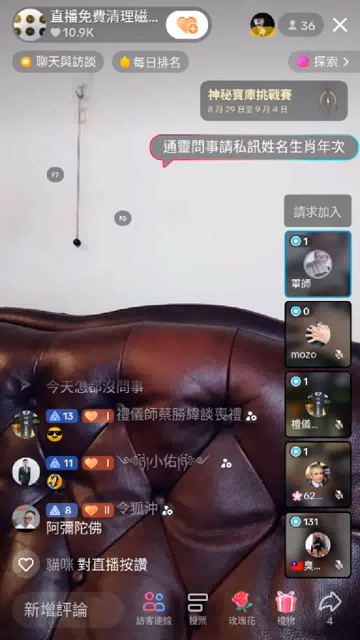 直播免費清理磁...
10.9K
36
聊天與訪談
每日排名
探索 >
神秘寶庫挑戰賽
8月29日至9月4日
通靈問事請私訊姓名生肖年次
F7
F9
請求加入
1
軍師
0
mozo
1
禮儀...
1
🌸62...
131
🇹🇼臭...
今天怎都沒問事
13 I 禮儀師蔡勝緯談喪禮
😎
11 I 小佑
🤣
8 II 令狐沖
阿彌陀佛
貓咪 對直播按讚
新增評論
訪客連線
投票
玫瑰花
禮物
4